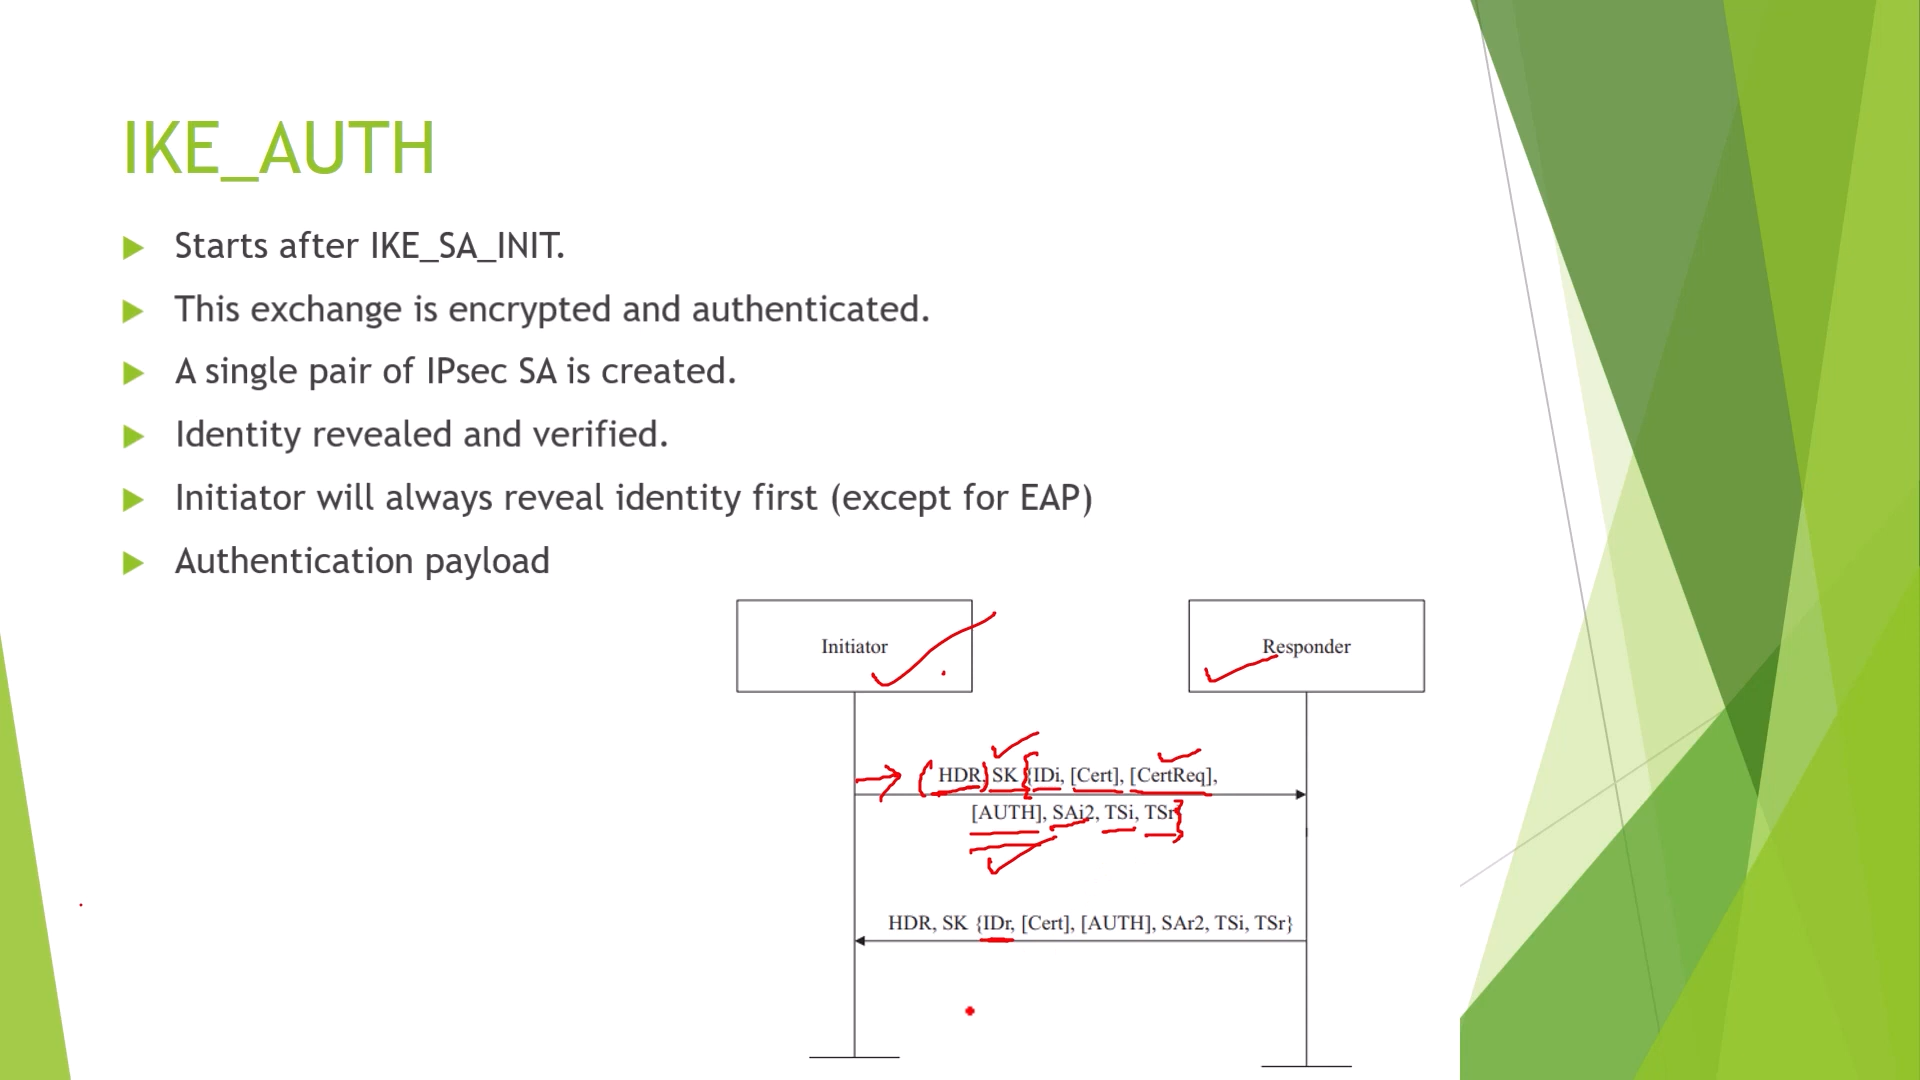 IKE_AUTH
Starts after IKE_SA_INIT.
This exchange is encrypted and authenticated.
A single pair of IPsec SA is created.
Identity revealed and verified.
Initiator will always reveal identity first (except for EAP)
Authentication payload
Initiator
Responder
HDR, SK {IDi, [Cert], [CertReq],
[AUTH], SAi2, TSi, TSr}
HDR, SK {IDr, [Cert], [AUTH], SAr2, TSi, TSr}